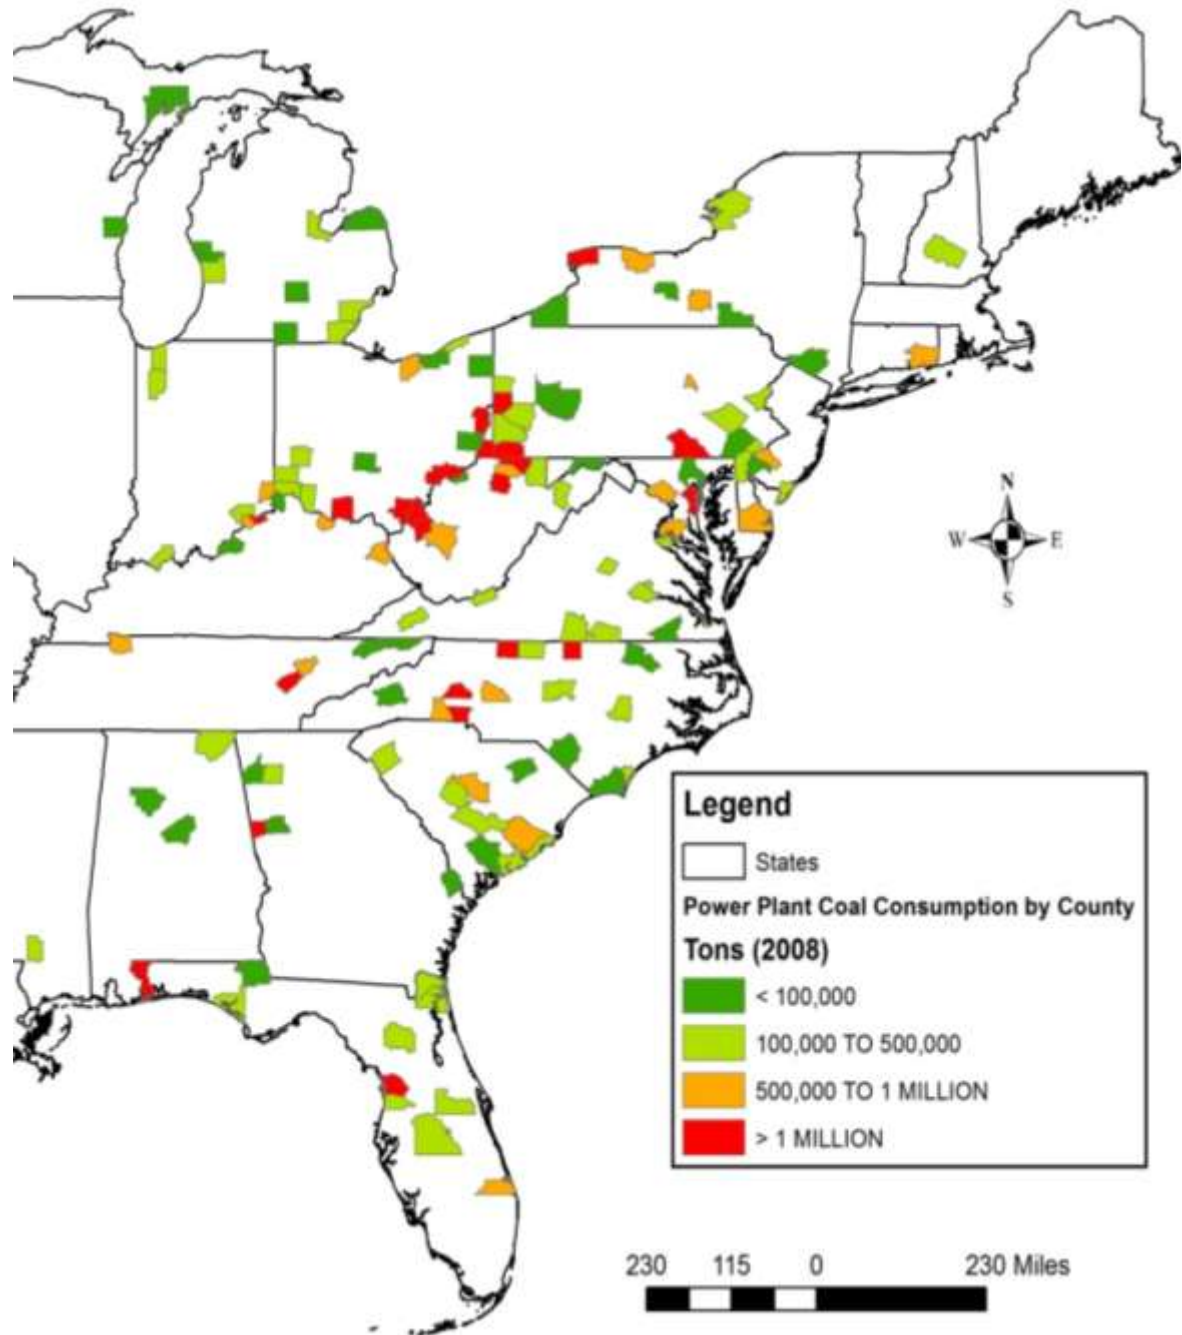 N
W E
S
Legend
States
Power Plant Coal Consumption by County
Tons (2008)
< 100,000
100,000 TO 500,000
500,000 TO 1 MILLION
> 1 MILLION
230 115 0 230 Miles